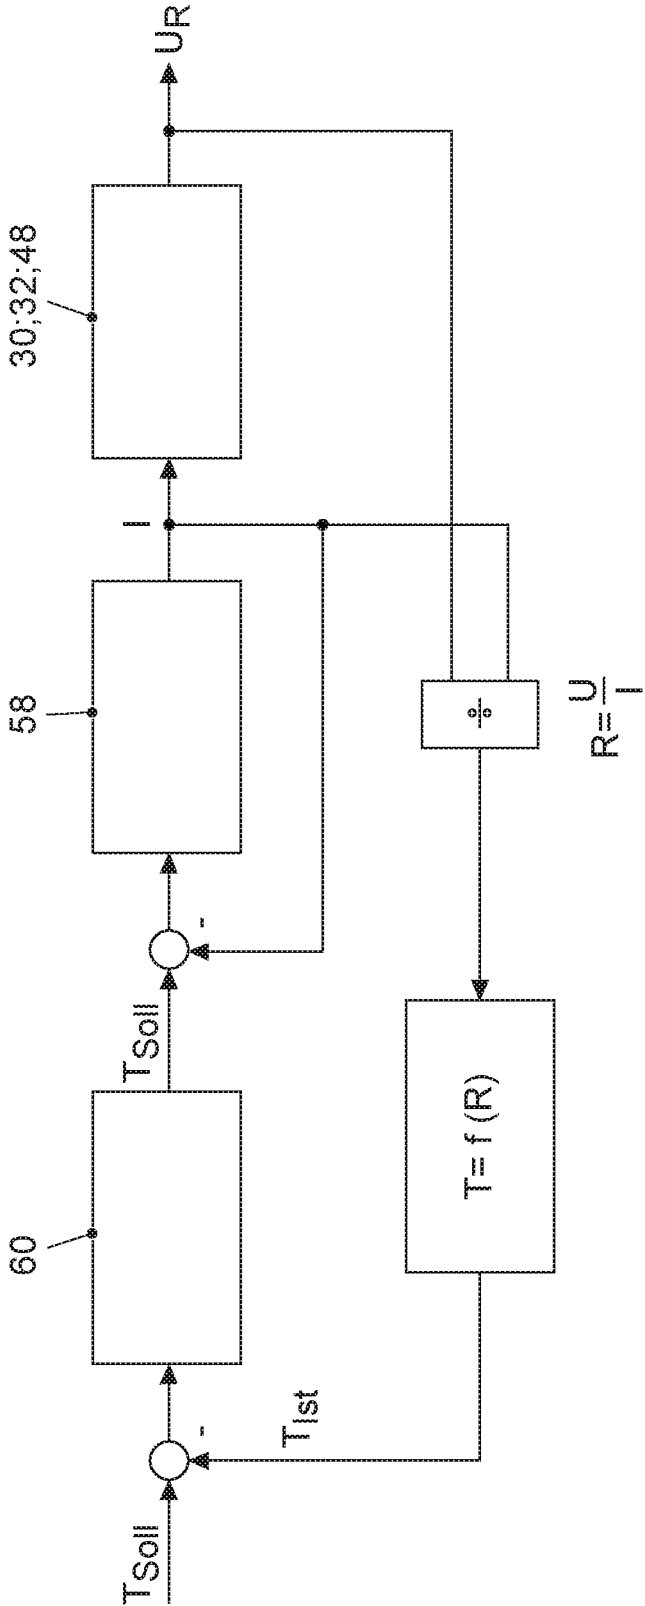 60
58
30;32;48
TSoll
TSoll
I
UR
-
-
TIst
T= f (R)
÷
R=U/I